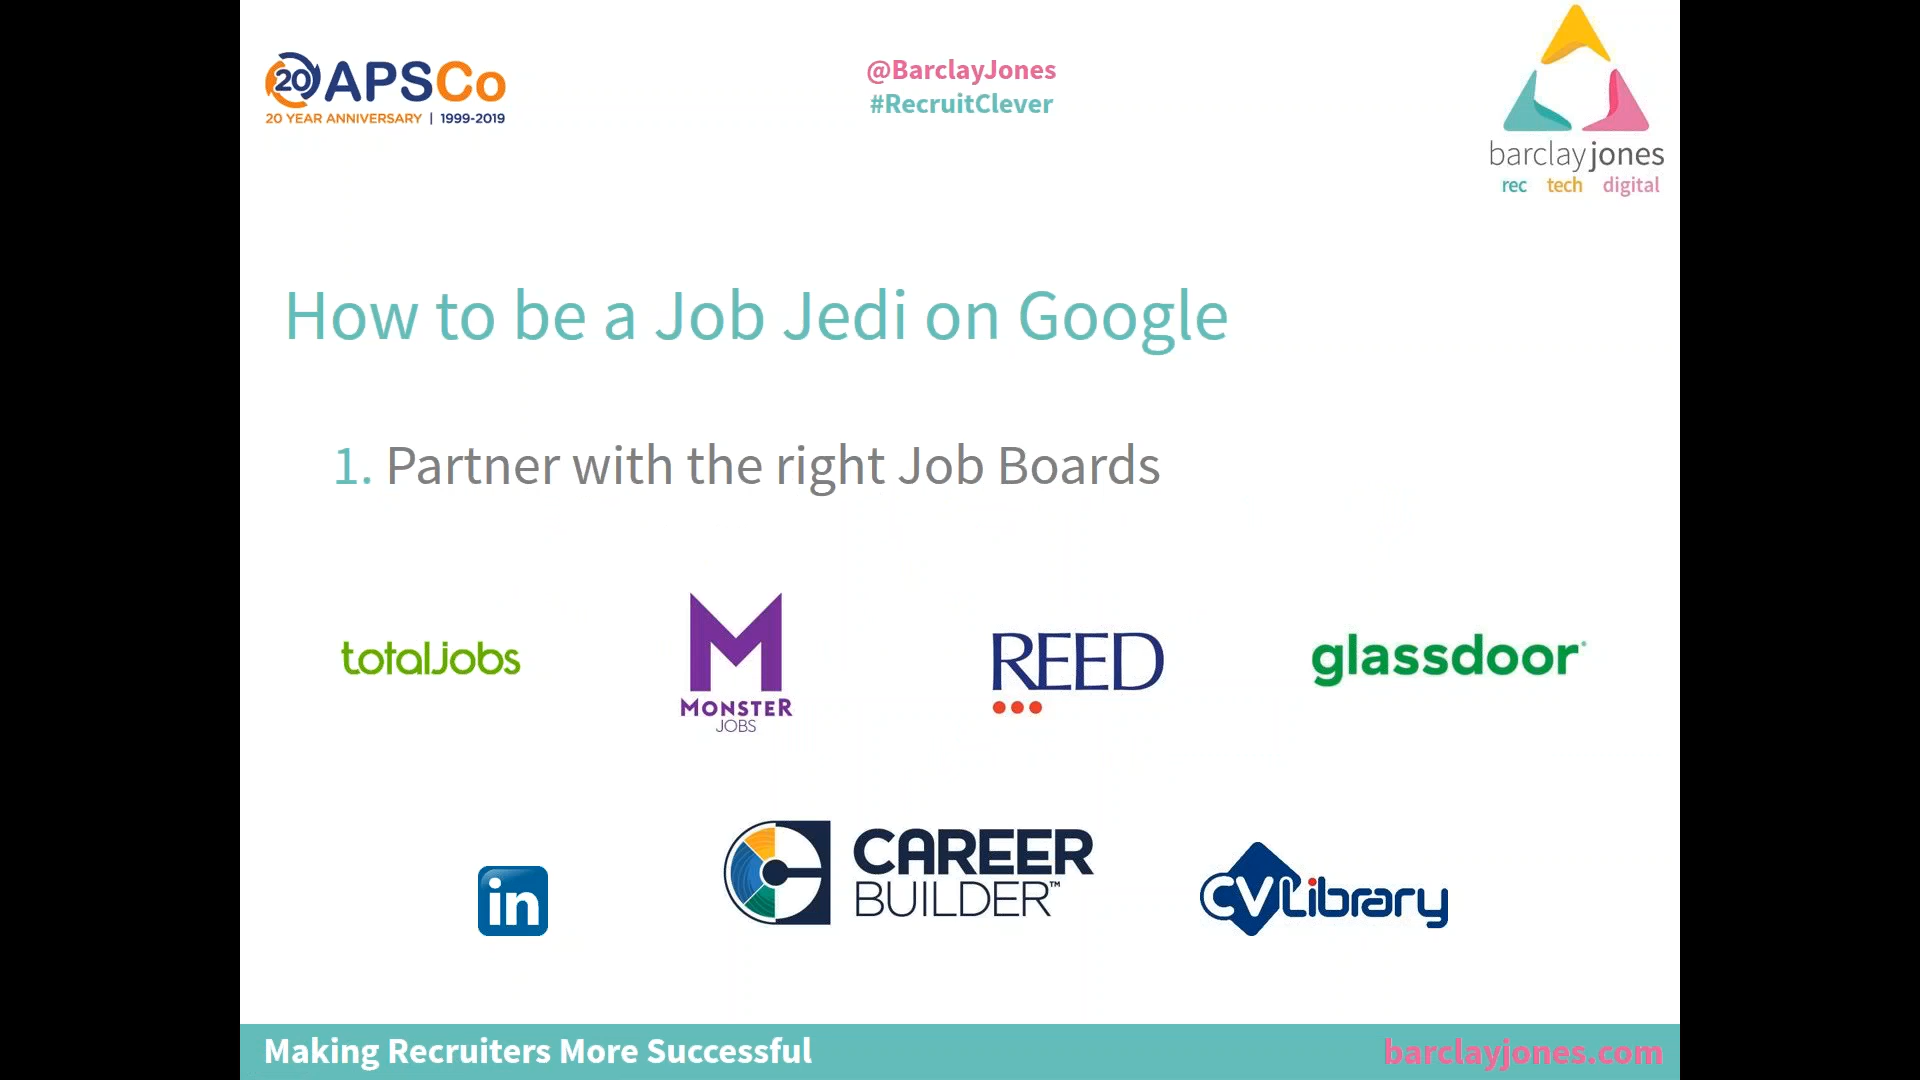 20 APSCo
20 YEAR ANNIVERSARY | 1999-2019
@BarclayJones
#RecruitClever
barclayjones
rec tech digital
How to be a Job Jedi on Google
1. Partner with the right Job Boards
totaljobs
M
MONSTER
JOBS
REED
glassdoor
in
CAREER
BUILDER™
CVLibrary
Making Recruiters More Successful
barclayjones.com